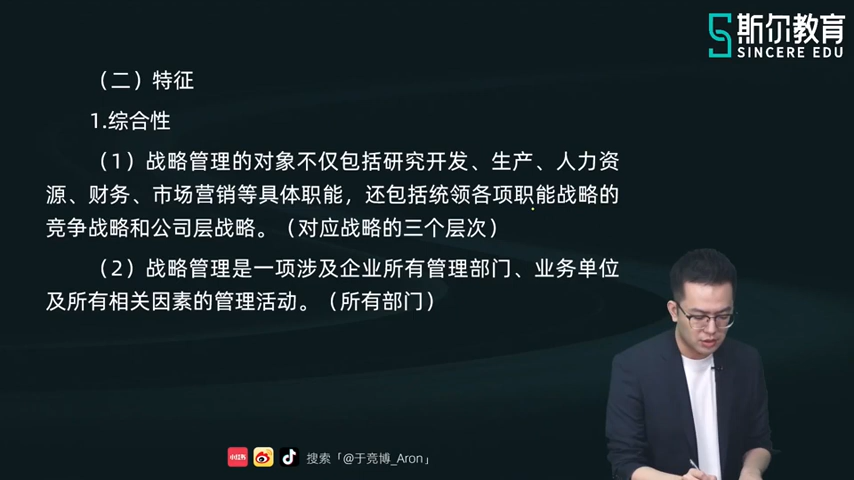 斯尔教育
SINCERE EDU
（二）特征
1.综合性
（1）战略管理的对象不仅包括研究开发、生产、人力资
源、财务、市场营销等具体职能，还包括统领各项职能战略的
竞争战略和公司层战略。（对应战略的三个层次）
（2）战略管理是一项涉及企业所有管理部门、业务单位
及所有相关因素的管理活动。（所有部门）
小红书 搜索「@于竞博_Aron」